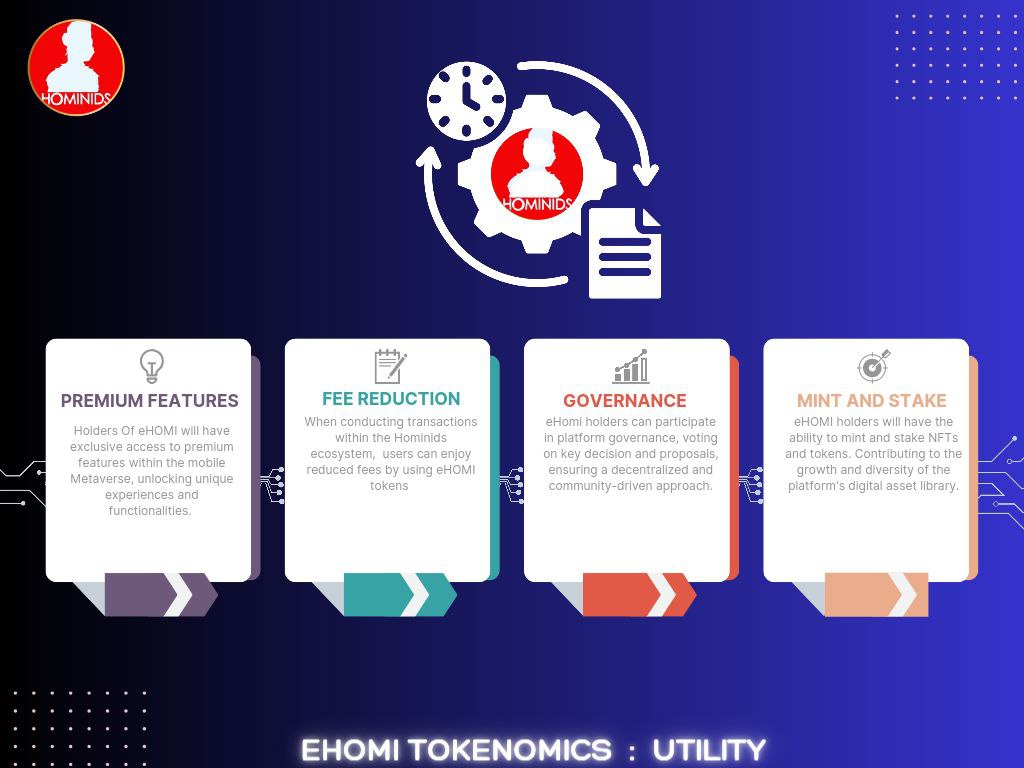 HOMINIDS
HOMINIDS
PREMIUM FEATURES
Holders Of eHOMI will have
exclusive access to premium
features within the mobile
Metaverse, unlocking unique
experiences and
functionalities.
FEE REDUCTION
When conducting transactions
within the Hominids
ecosystem,  users can enjoy
reduced fees by using eHOMI
tokens
GOVERNANCE
eHomi holders can participate
in platform governance, voting
on key decision and proposals,
ensuring a decentralized and
community-driven approach.
MINT AND STAKE
eHOMI holders will have the
ability to mint and stake NFTs
and tokens. Contributing to the
growth and diversity of the
platform's digital asset library.
EHOMI TOKENOMICS : UTILITY